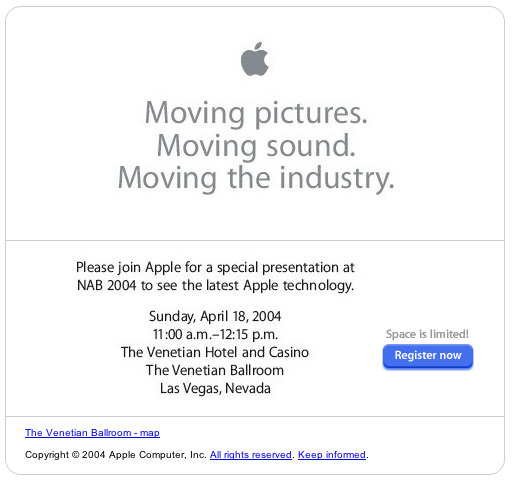 Moving pictures.
Moving sound.
Moving the industry.
Please join Apple for a special presentation at
NAB 2004 to see the latest Apple technology.
Sunday, April 18, 2004
11:00 a.m.–12:15 p.m.
The Venetian Hotel and Casino
The Venetian Ballroom
Las Vegas, Nevada
Space is limited!
Register now
The Venetian Ballroom - map
Copyright © 2004 Apple Computer, Inc. All rights reserved. Keep informed.